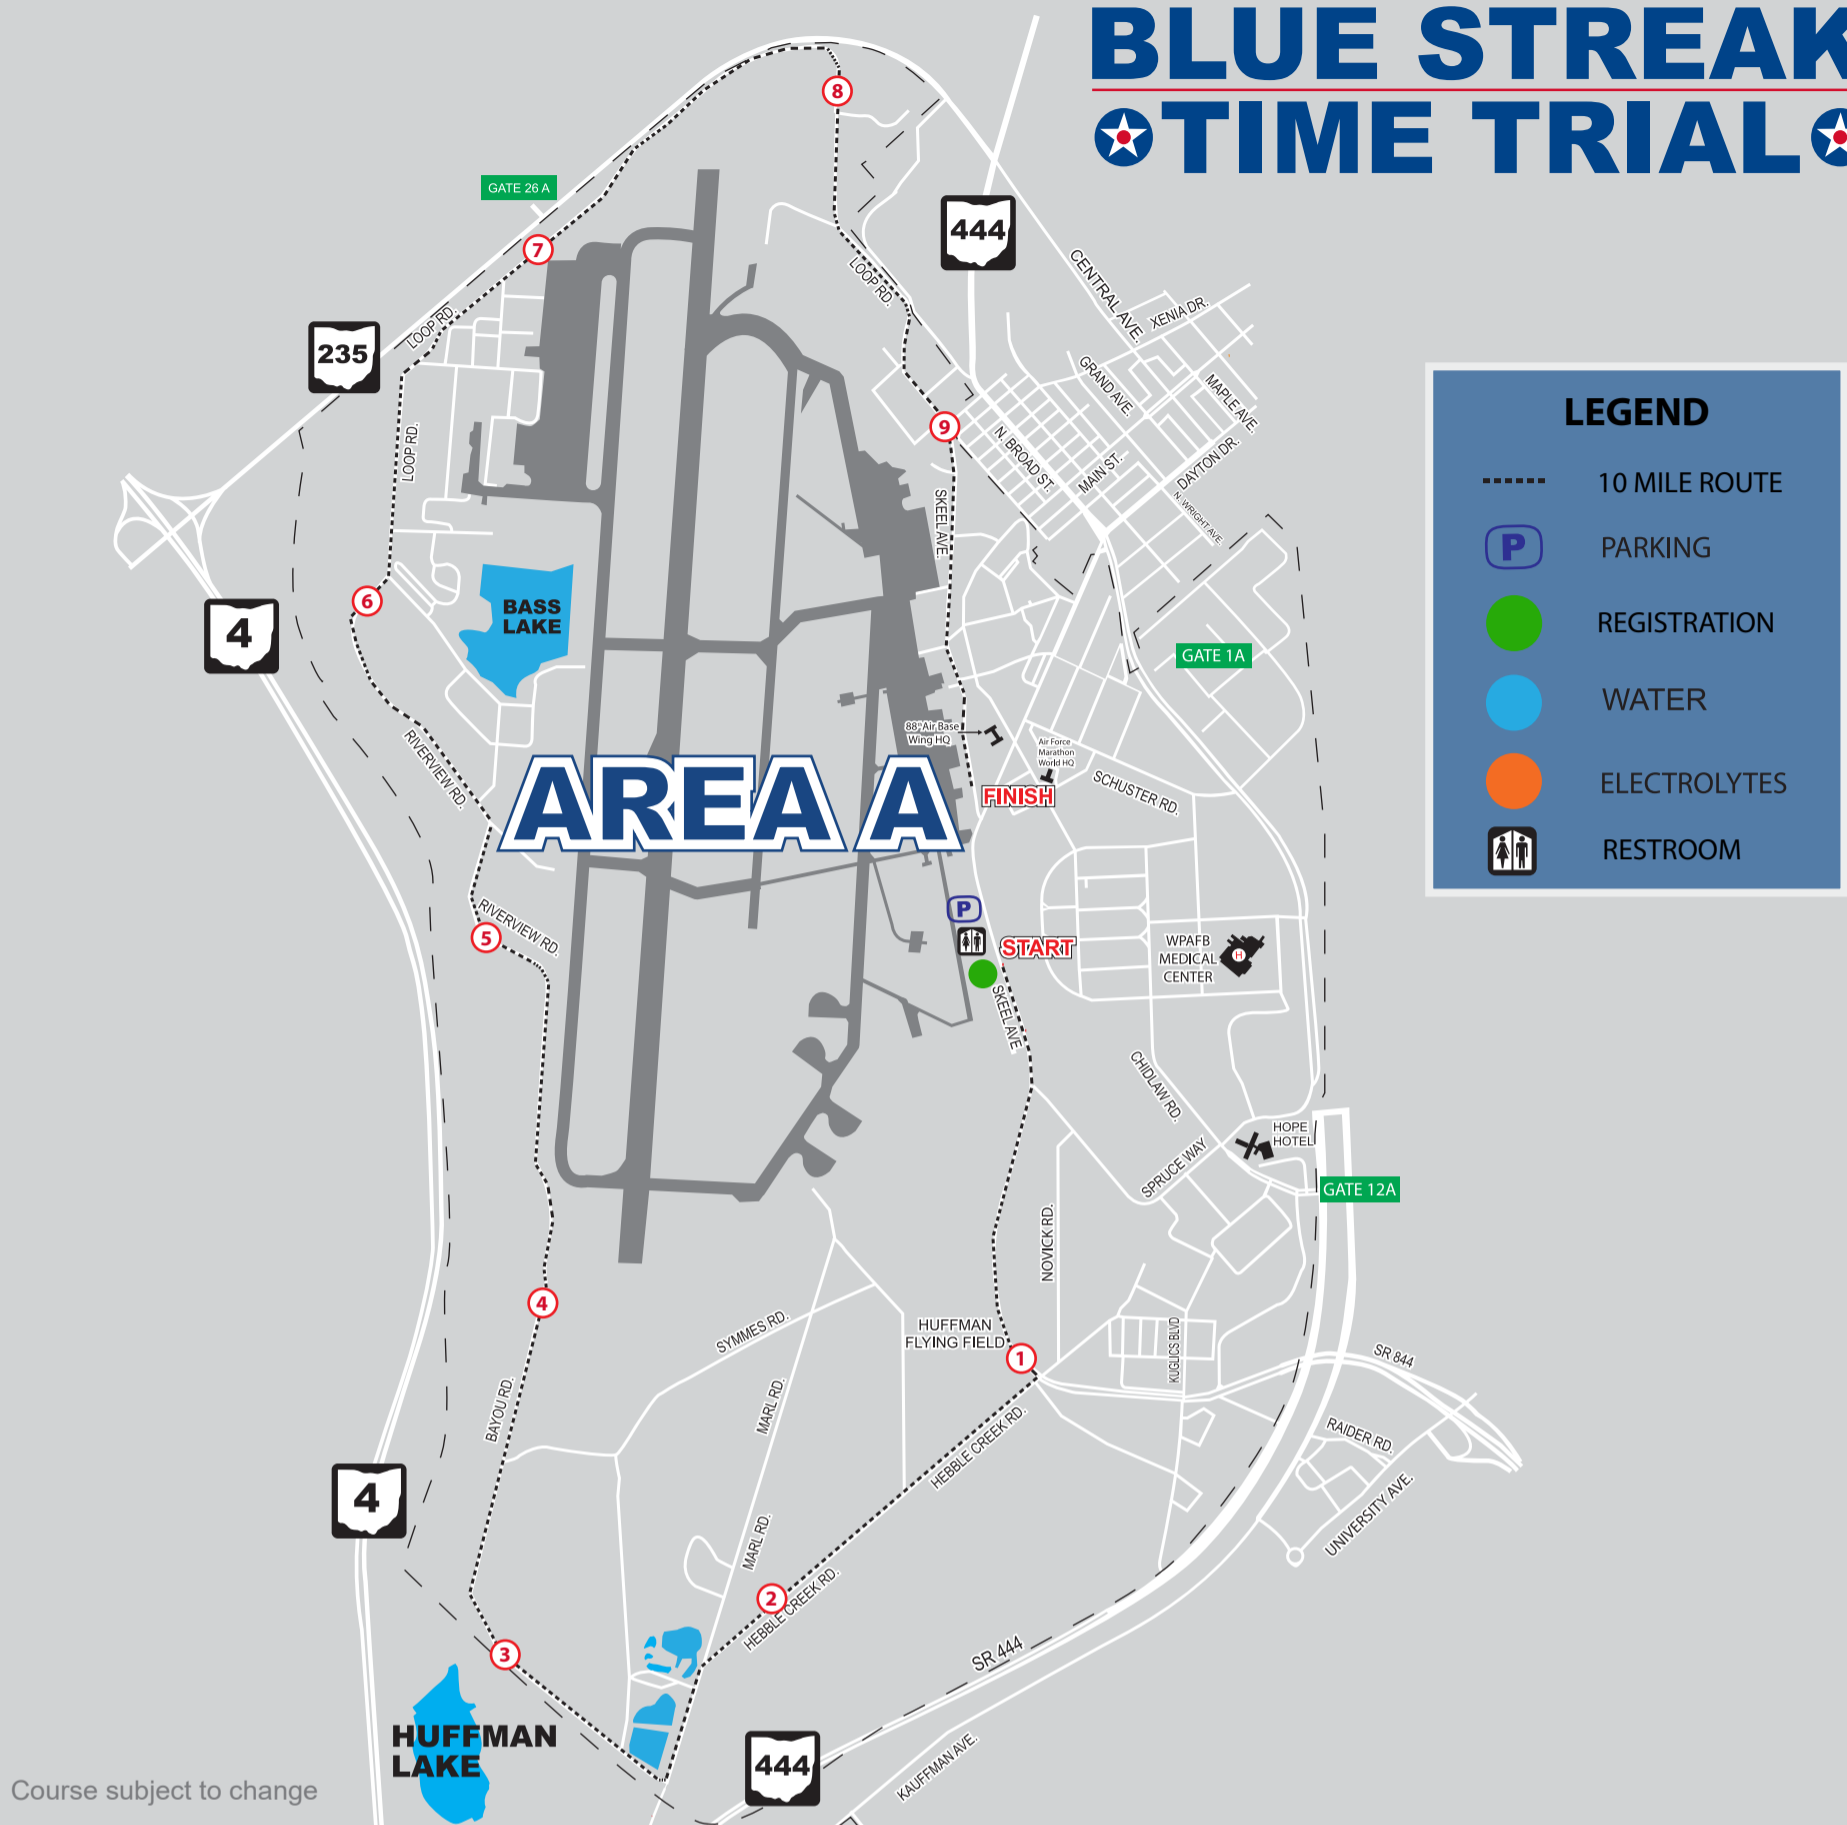 BLUE STREAK
TIME TRIAL
8
GATE 26 A
7
444
235
LOOP RD.
LOOP RD.
LOOP RD.
CENTRAL AVE.
XENIA DR.
GRAND AVE.
MAPLE AVE.
N. BROAD ST.
MAIN ST.
DAYTON DR.
N. WRIGHT AVE.
9
SKEEL AVE.
LEGEND
10 MILE ROUTE
P
PARKING
REGISTRATION
WATER
ELECTROLYTES
RESTROOM
6
4
BASS
LAKE
GATE 1A
RIVERVIEW RD.
88th Air Base
Wing HQ
Air Force
Marathon
World HQ
AREA A
FINISH
SCHUSTER RD.
P
RIVERVIEW RD.
5
START
SKEEL AVE
WPAFB
MEDICAL
CENTER
H
CHIDLAW RD.
HOPE
HOTEL
SPRUCE WAY
GATE 12A
NOVICK RD.
4
SYMMES RD.
HUFFMAN
FLYING FIELD
1
KUGLICS BLVD
SR 844
BAYOU RD.
MARL RD.
HEBBLE CREEK RD.
RAIDER RD.
UNIVERSITY AVE.
4
MARL RD.
2
HEBBLE CREEK RD.
3
SR 444
HUFFMAN
LAKE
444
KAUFFMAN AVE.
Course subject to change